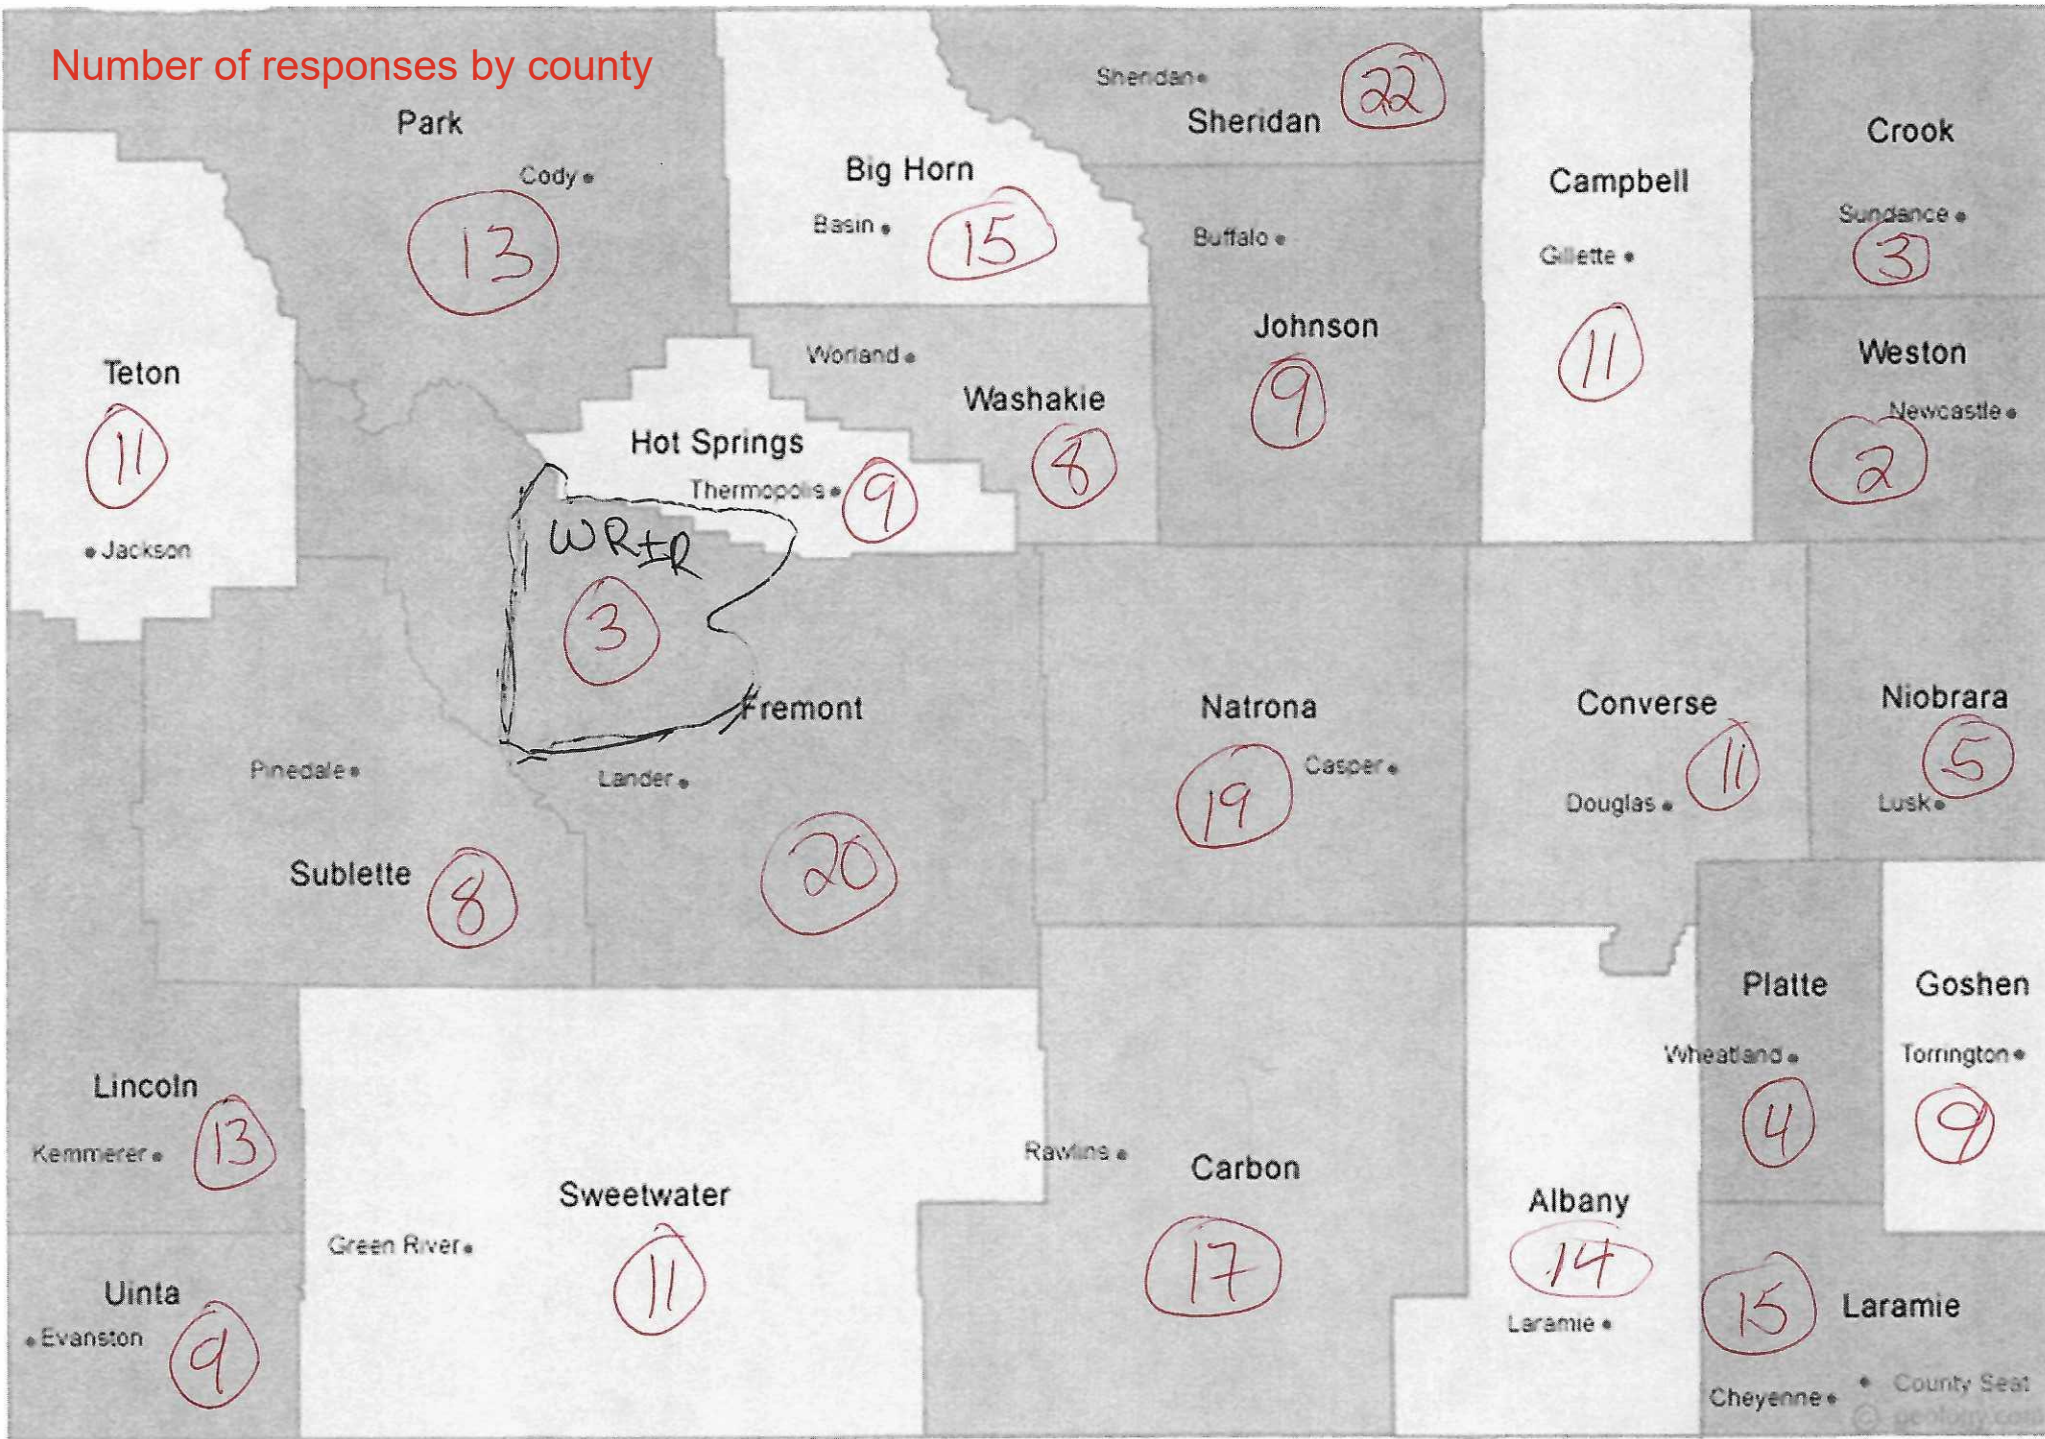 Number of responses by county
Park
Cody
13
Big Horn
Basin
15
Sheridan
Sheridan
22
Campbell
Gillette
11
Crook
Sundance
3
Teton
11
Jackson
Hot Springs
Thermopolis
9
Worland
Washakie
8
Buffalo
Johnson
9
Weston
Newcastle
2
WRIR
3
Fremont
Lander
20
Pinedale
Sublette
8
Natrona
Casper
19
Converse
11
Douglas
Niobrara
5
Lusk
Lincoln
Kemmerer
13
Uinta
Evanston
9
Sweetwater
Green River
11
Rawlins
Carbon
17
Albany
14
Laramie
Platte
Wheatland
4
Goshen
Torrington
9
15
Laramie
Cheyenne
County Seat
© geology.com